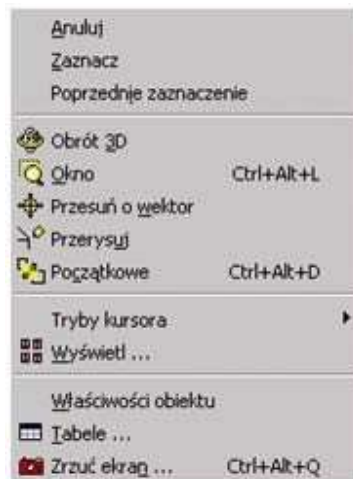 Anuluj
Zaznacz
Poprzednie zaznaczenie
Obrót 3D
Okno Ctrl+Alt+L
Przesuń o wektor
Przerysuj
Początkowe Ctrl+Alt+D
Tryby kursora
Wyświetl ...
Właściwości obiektu
Tabele ...
Zrzuć ekran ... Ctrl+Alt+Q